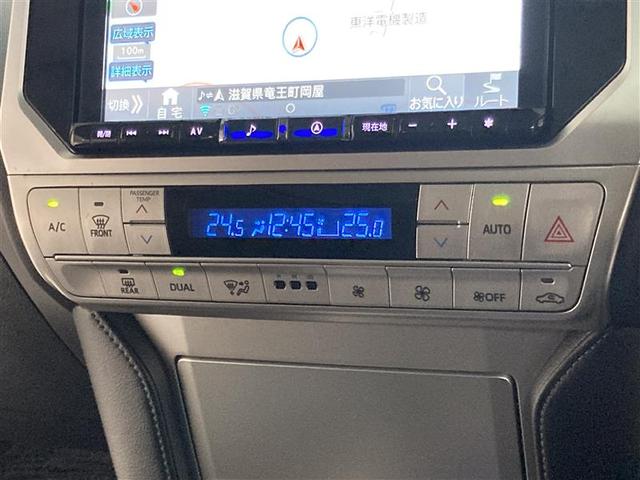 広域表示
東洋電機製造
100m
詳細表示
滋賀県竜王町岡屋
切換
自宅
お気に入り
ルート
AV
現在地
− + ✱
PASSENGER TEMP
A/C
FRONT
24.5 12:45 25.0
AUTO
REAR
DUAL
OFF